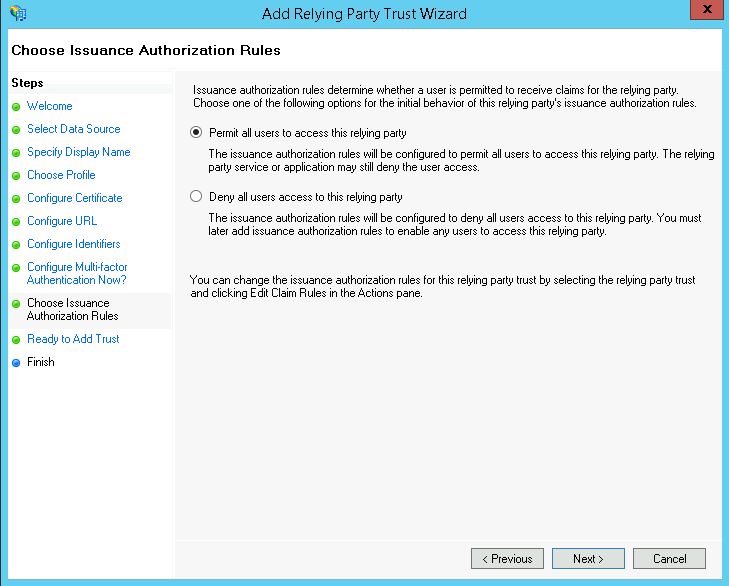 Add Relying Party Trust Wizard
x
Choose Issuance Authorization Rules
Steps
Welcome
Select Data Source
Specify Display Name
Choose Profile
Configure Certificate
Configure URL
Configure Identifiers
Configure Multi-factor
Authentication Now?
Choose Issuance
Authorization Rules
Ready to Add Trust
Finish
Issuance authorization rules determine whether a user is permitted to receive claims for the relying party.
Choose one of the following options for the initial behavior of this relying party's issuance authorization rules.
Permit all users to access this relying party
The issuance authorization rules will be configured to permit all users to access this relying party. The relying
party service or application may still deny the user access.
Deny all users access to this relying party
The issuance authorization rules will be configured to deny all users access to this relying party. You must
later add issuance authorization rules to enable any users to access this relying party.
You can change the issuance authorization rules for this relying party trust by selecting the relying party trust
and clicking Edit Claim Rules in the Actions pane.
< Previous
Next >
Cancel